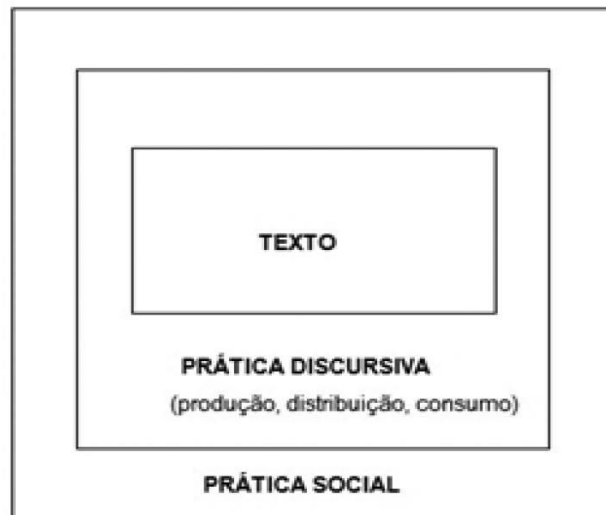 TEXTO
PRÁTICA DISCURSIVA
(produção, distribuição, consumo)
PRÁTICA SOCIAL